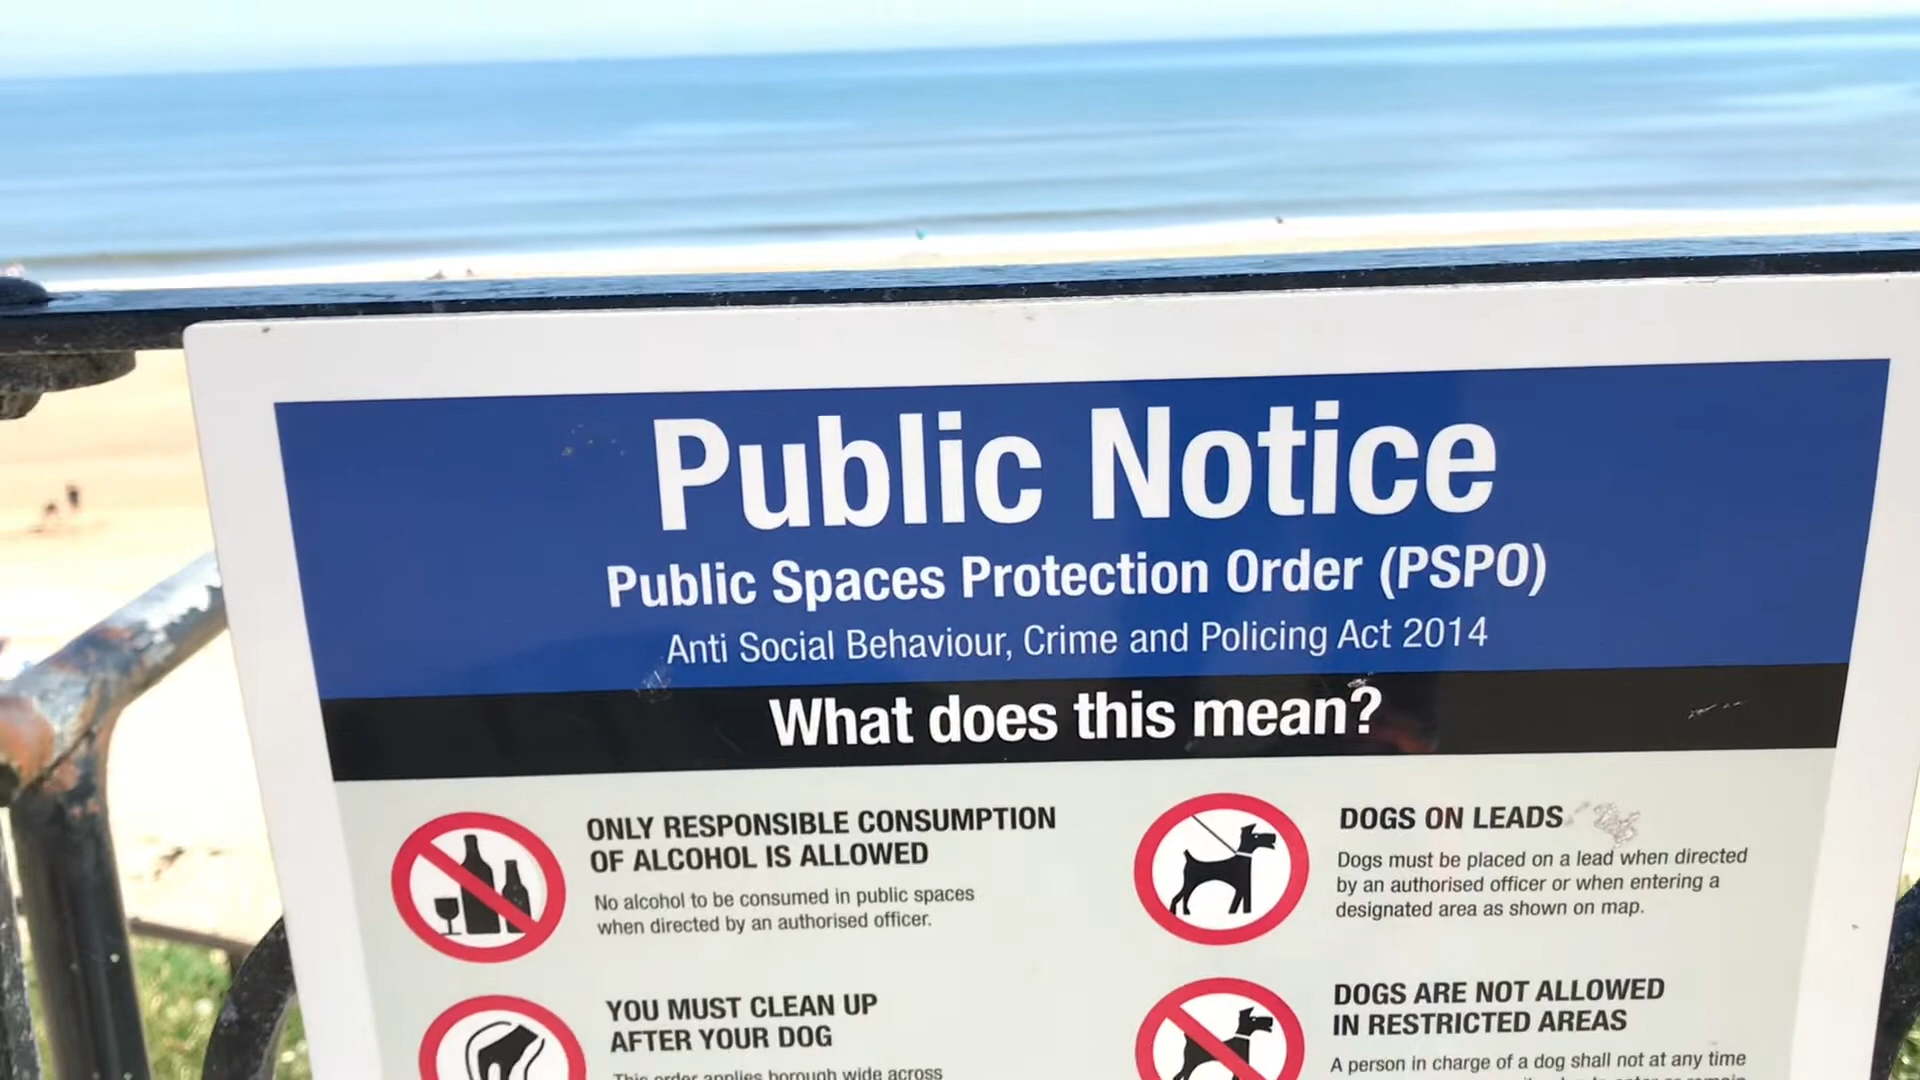 Public Notice
Public Spaces Protection Order (PSPO)
Anti Social Behaviour, Crime and Policing Act 2014
What does this mean?
ONLY RESPONSIBLE CONSUMPTION
OF ALCOHOL IS ALLOWED
No alcohol to be consumed in public spaces
when directed by an authorised officer.
DOGS ON LEADS
Dogs must be placed on a lead when directed
by an authorised officer or when entering a
designated area as shown on map.
YOU MUST CLEAN UP
AFTER YOUR DOG
This order applies borough wide across
DOGS ARE NOT ALLOWED
IN RESTRICTED AREAS
A person in charge of a dog shall not at any time